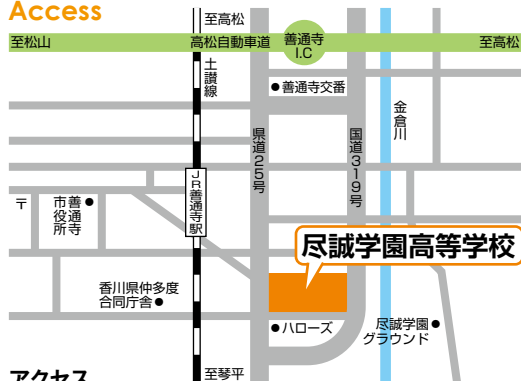 Access
至高松
至松山
高松自動車道
善通寺
I.C
至高松
土讃線
●善通寺交番
金倉川
県道25号
国道319号
JR善通寺駅
〒
善通寺
市役所
尽誠学園高等学校
香川県仲多度
合同庁舎●
●ハローズ
尽誠学園●
グラウンド
至琴平
アクセス